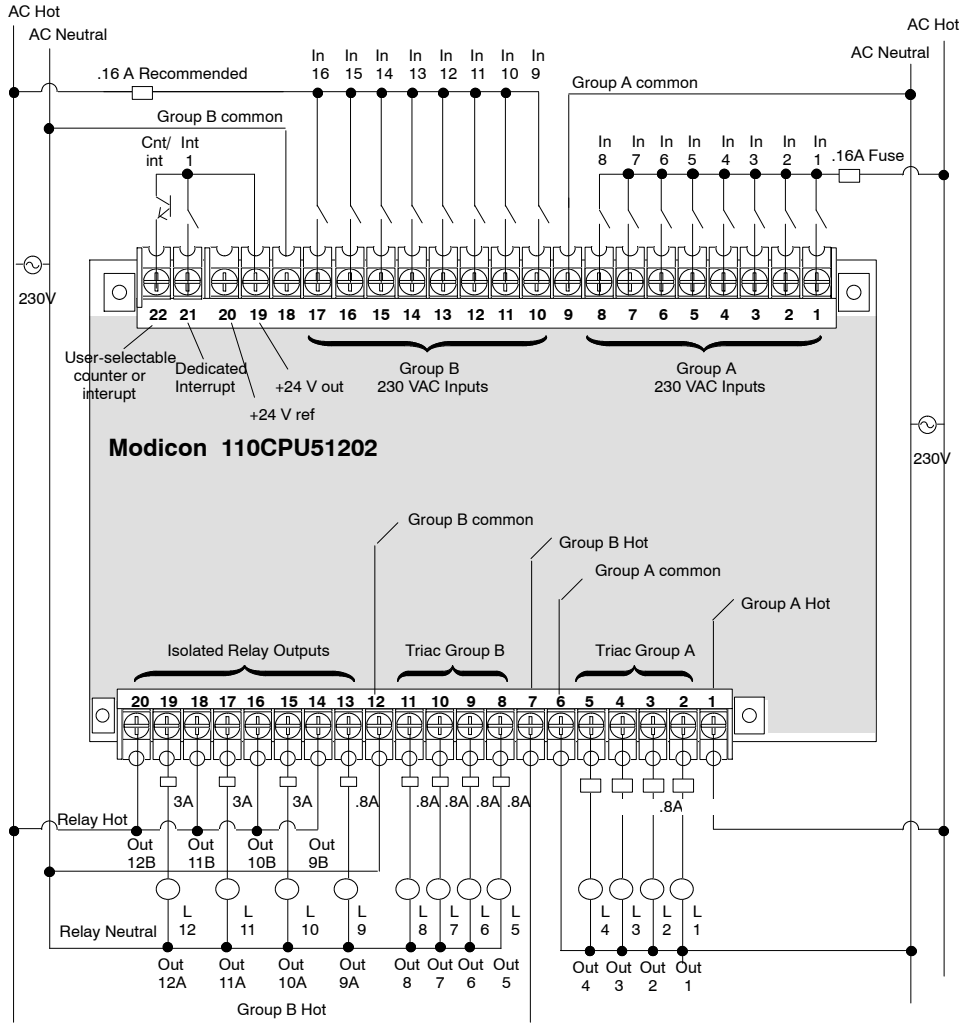 AC Hot
AC Neutral
AC Hot
AC Neutral
.16 A Recommended
In 16
In 15
In 14
In 13
In 12
In 11
In 10
In 9
Group A common
Group B common
Cnt/
int
Int
1
In 8
In 7
In 6
In 5
In 4
In 3
In 2
In 1
.16A Fuse
230V
22 21 20 19 18 17 16 15 14 13 12 11 10 9 8 7 6 5 4 3 2 1
User-selectable
counter or
interupt
Dedicated
Interrupt
+24 V out
+24 V ref
Group B
230 VAC Inputs
Group A
230 VAC Inputs
Modicon 110CPU51202
230V
Group B common
Group B Hot
Group A common
Group A Hot
Isolated Relay Outputs
Triac Group B
Triac Group A
20 19 18 17 16 15 14 13 12 11 10 9 8 7 6 5 4 3 2 1
3A 3A 3A .8A .8A .8A .8A .8A .8A
Relay Hot
Out
12B
Out
11B
Out
10B
Out
9B
L
12
L
11
L
10
L
9
L
8
L
7
L
6
L
5
L
4
L
3
L
2
L
1
Relay Neutral
Out
12A
Out
11A
Out
10A
Out
9A
Out
8
Out
7
Out
6
Out
5
Out
4
Out
3
Out
2
Out
1
Group B Hot